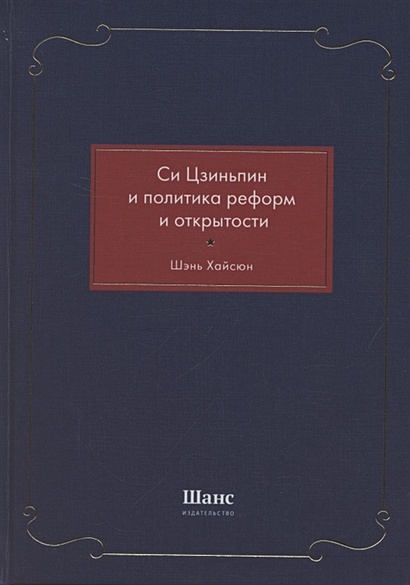 Си Цзиньпин
и политика реформ
и открытости
Шэнь Хайсюн
Шанс
ИЗДАТЕЛЬСТВО